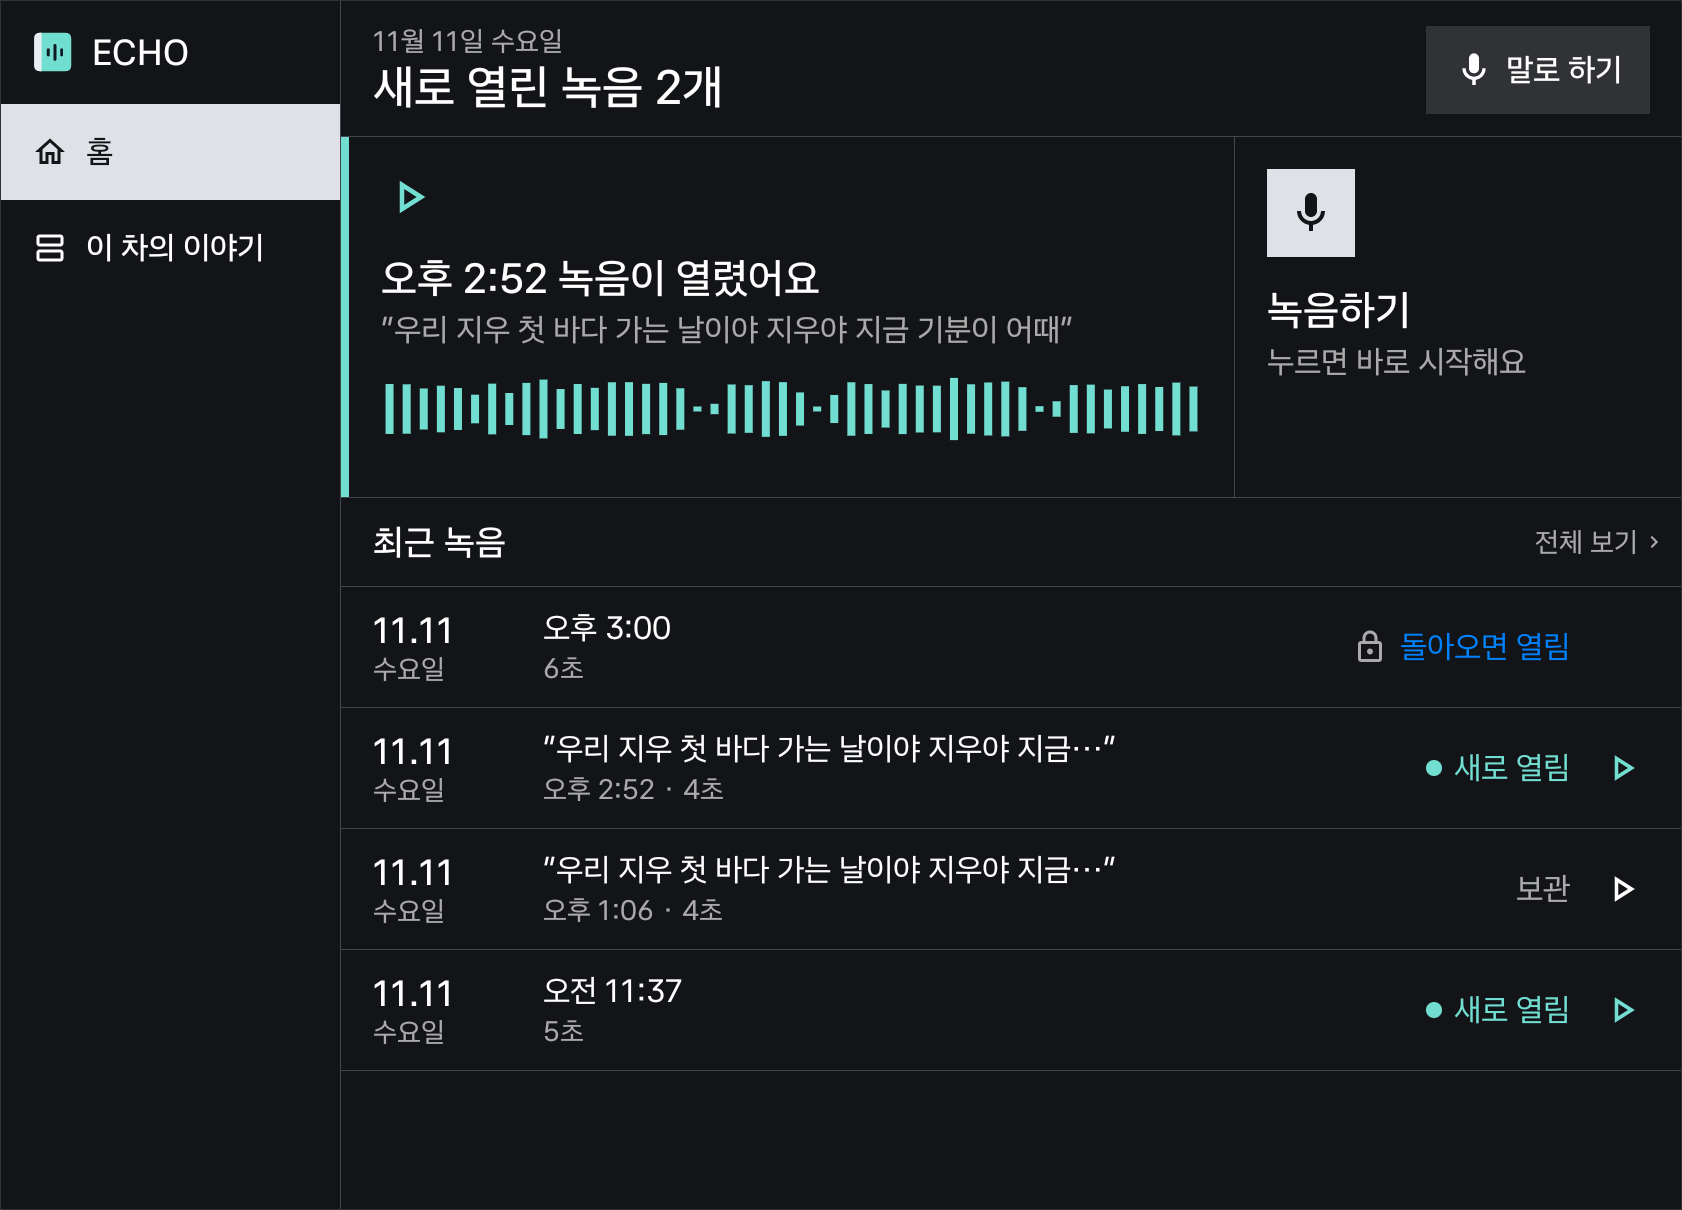 ECHO
홈
이 차의 이야기
11월 11일 수요일
새로 열린 녹음 2개
말로 하기
오후 2:52 녹음이 열렸어요
"우리 지우 첫 바다 가는 날이야 지우야 지금 기분이 어때"
녹음하기
누르면 바로 시작해요
최근 녹음
전체 보기 >
11.11
수요일
오후 3:00
6초
돌아오면 열림
11.11
수요일
"우리 지우 첫 바다 가는 날이야 지우야 지금…"
오후 2:52 · 4초
새로 열림
11.11
수요일
"우리 지우 첫 바다 가는 날이야 지우야 지금…"
오후 1:06 · 4초
보관
11.11
수요일
오전 11:37
5초
새로 열림